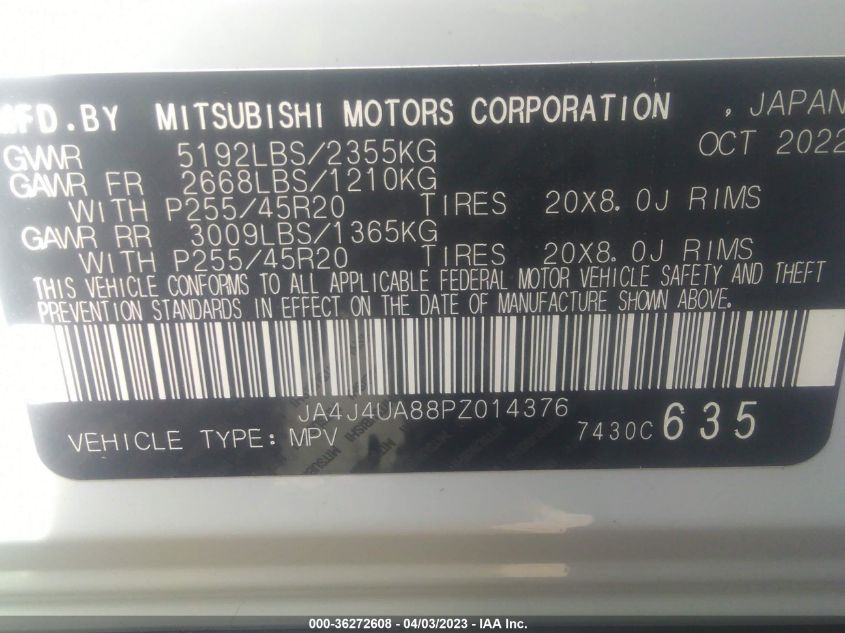 MFD.BY MITSUBISHI MOTORS CORPORATION , JAPAN
OCT 2022
GVWR 5192LBS/2355KG
GAWR FR 2668LBS/1210KG
WITH P255/45R20 TIRES 20X8.0J RIMS
GAWR RR 3009LBS/1365KG
WITH P255/45R20 TIRES 20X8.0J RIMS
THIS VEHICLE CONFORMS TO ALL APPLICABLE FEDERAL MOTOR VEHICLE SAFETY AND THEFT
PREVENTION STANDARDS IN EFFECT ON THE DATE OF MANUFACTURE SHOWN ABOVE.
JA4J4UA88PZ014376
VEHICLE TYPE: MPV 7430C 635
000-36272608 - 04/03/2023 - IAA Inc.